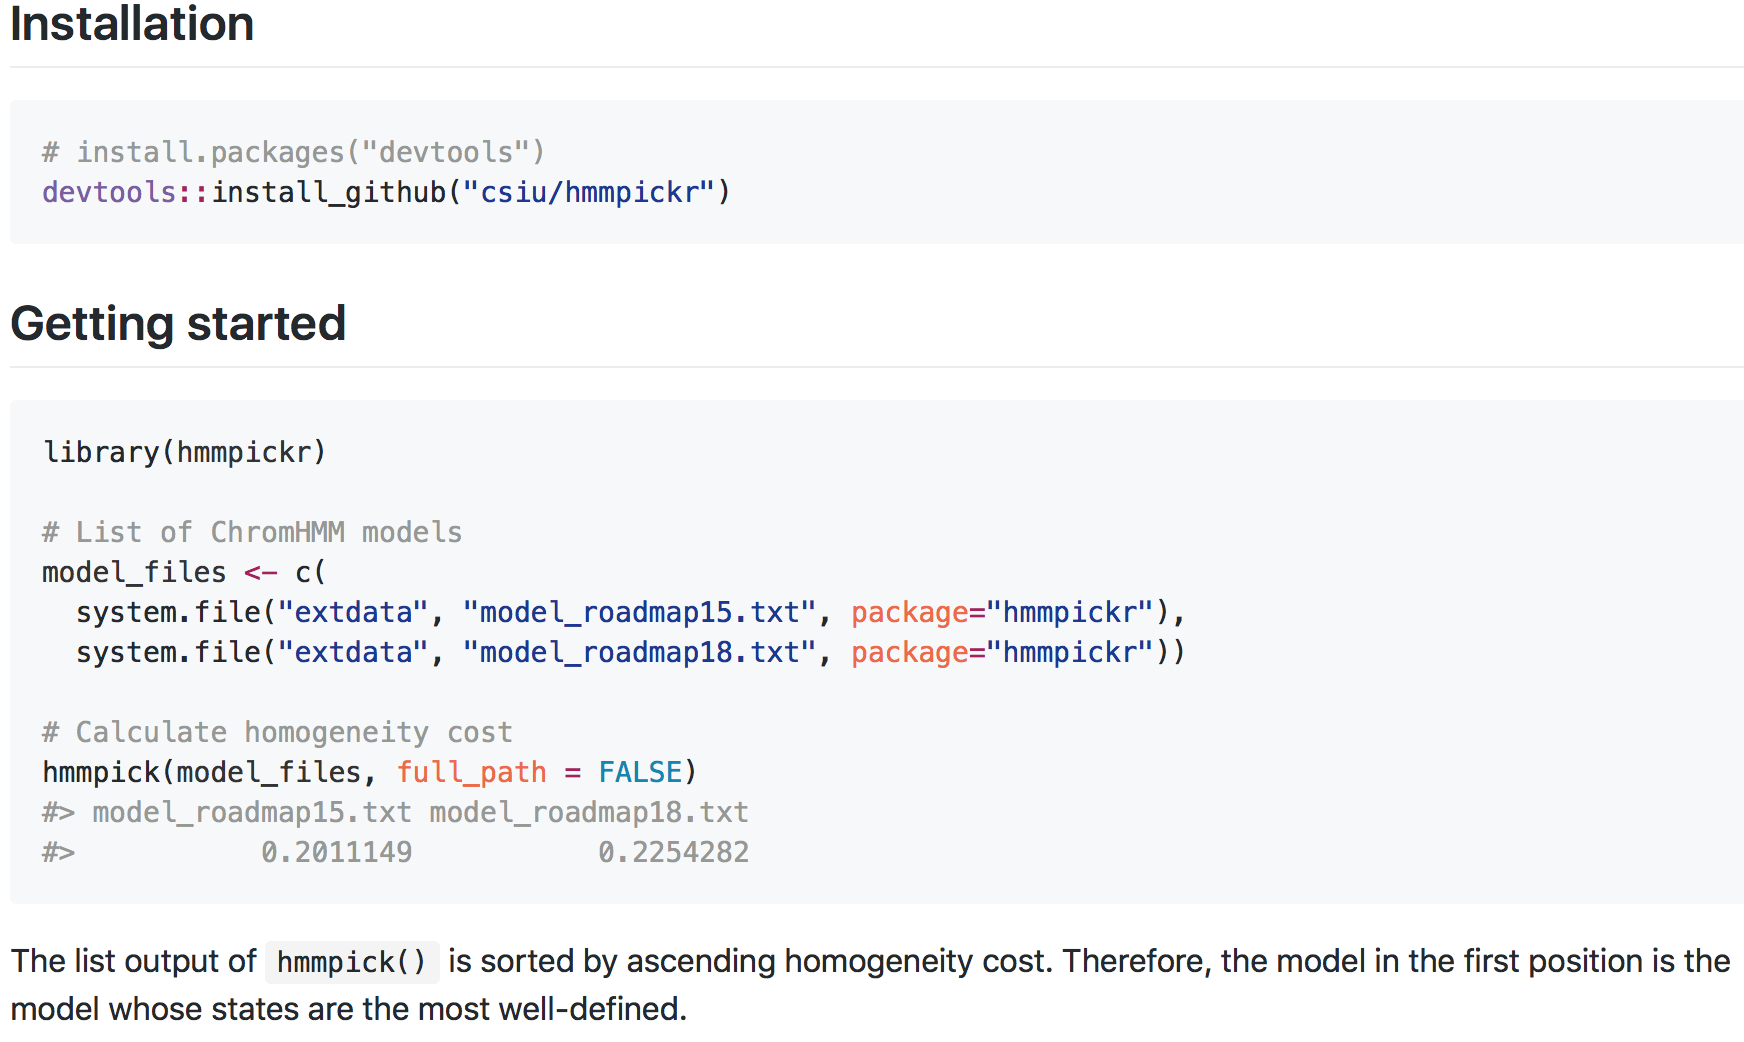 Installation
# install.packages("devtools")
devtools::install_github("csiu/hmmpickr")
Getting started
library(hmmpickr)
# List of ChromHMM models
model_files <- c(
  system.file("extdata", "model_roadmap15.txt", package="hmmpickr"),
  system.file("extdata", "model_roadmap18.txt", package="hmmpickr"))
# Calculate homogeneity cost
hmmpick(model_files, full_path = FALSE)
#> model_roadmap15.txt model_roadmap18.txt
#>           0.2011149           0.2254282
The list output of hmmpick() is sorted by ascending homogeneity cost. Therefore, the model in the first position is the
model whose states are the most well-defined.